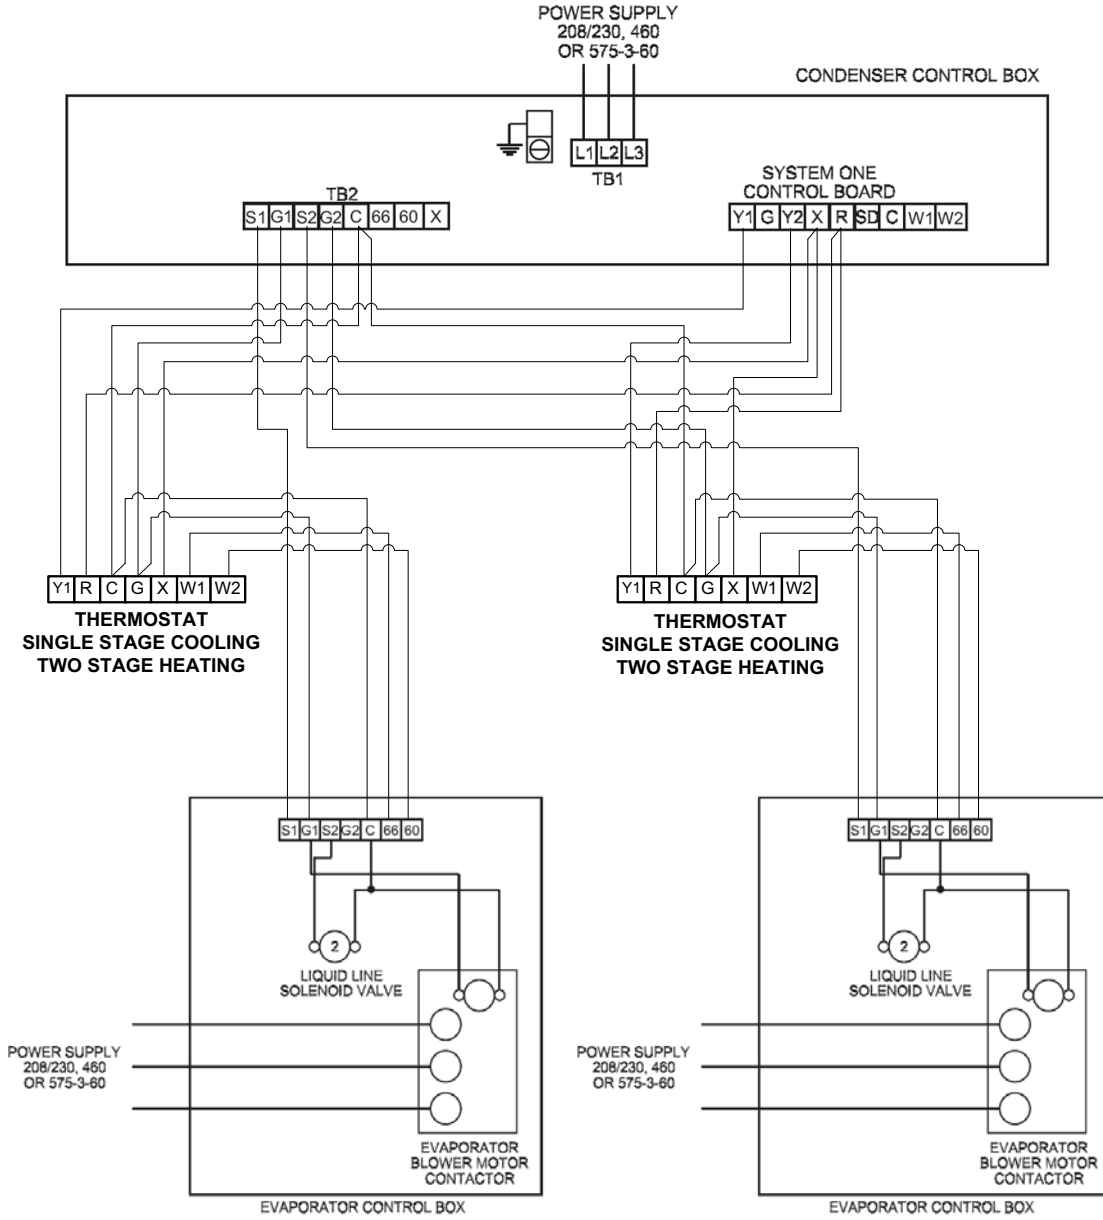 POWER SUPPLY
208/230, 460
OR 575-3-60
CONDENSER CONTROL BOX
L1 L2 L3
TB1
SYSTEM ONE
CONTROL BOARD
TB2
S1 G1 S2 G2 C 66 60 X
Y1 G Y2 X R SD C W1 W2
Y1 R C G X W1 W2
THERMOSTAT
SINGLE STAGE COOLING
TWO STAGE HEATING
Y1 R C G X W1 W2
THERMOSTAT
SINGLE STAGE COOLING
TWO STAGE HEATING
S1 G1 S2 G2 C 66 60
2
LIQUID LINE
SOLENOID VALVE
POWER SUPPLY
208/230, 460
OR 575-3-60
EVAPORATOR
BLOWER MOTOR
CONTACTOR
EVAPORATOR CONTROL BOX
S1 G1 S2 G2 C 66 60
2
LIQUID LINE
SOLENOID VALVE
POWER SUPPLY
208/230, 460
OR 575-3-60
EVAPORATOR
BLOWER MOTOR
CONTACTOR
EVAPORATOR CONTROL BOX